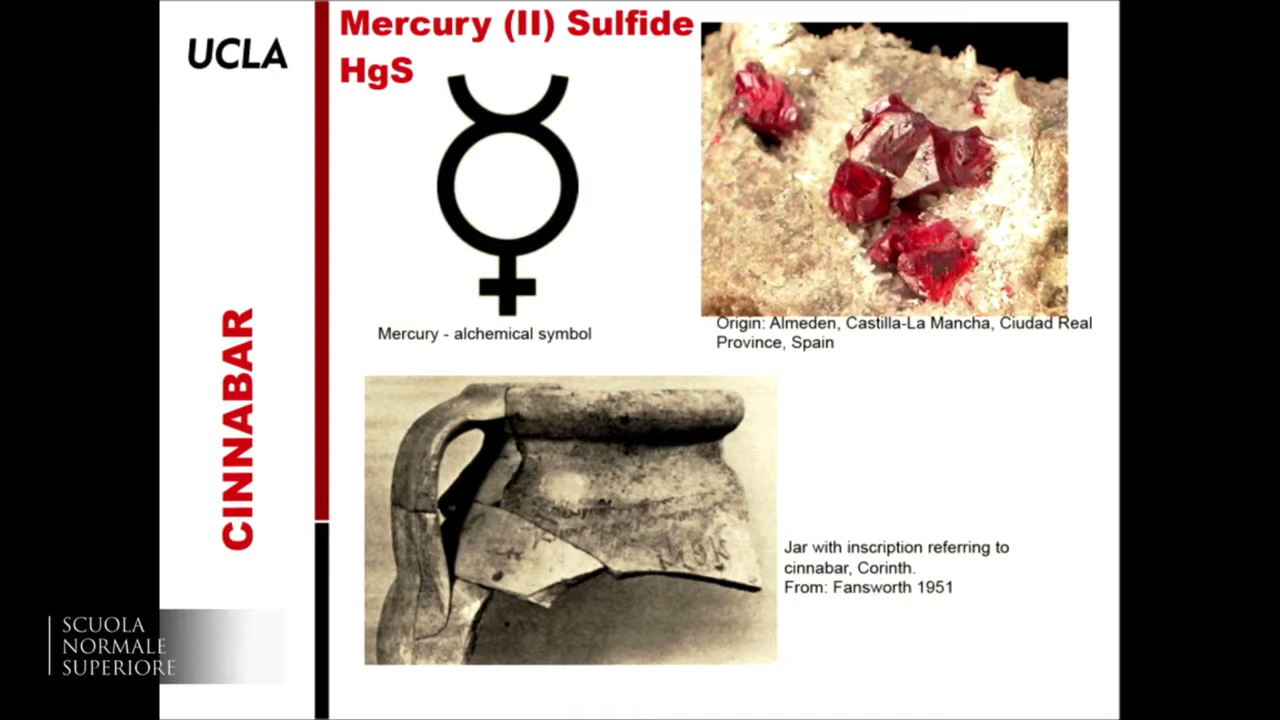 UCLA
Mercury (II) Sulfide
HgS
Mercury - alchemical symbol
Origin: Almeden, Castilla-La Mancha, Ciudad Real
Province, Spain
CINNABAR
Jar with inscription referring to
cinnabar, Corinth.
From: Fansworth 1951
SCUOLA
NORMALE
SUPERIORE